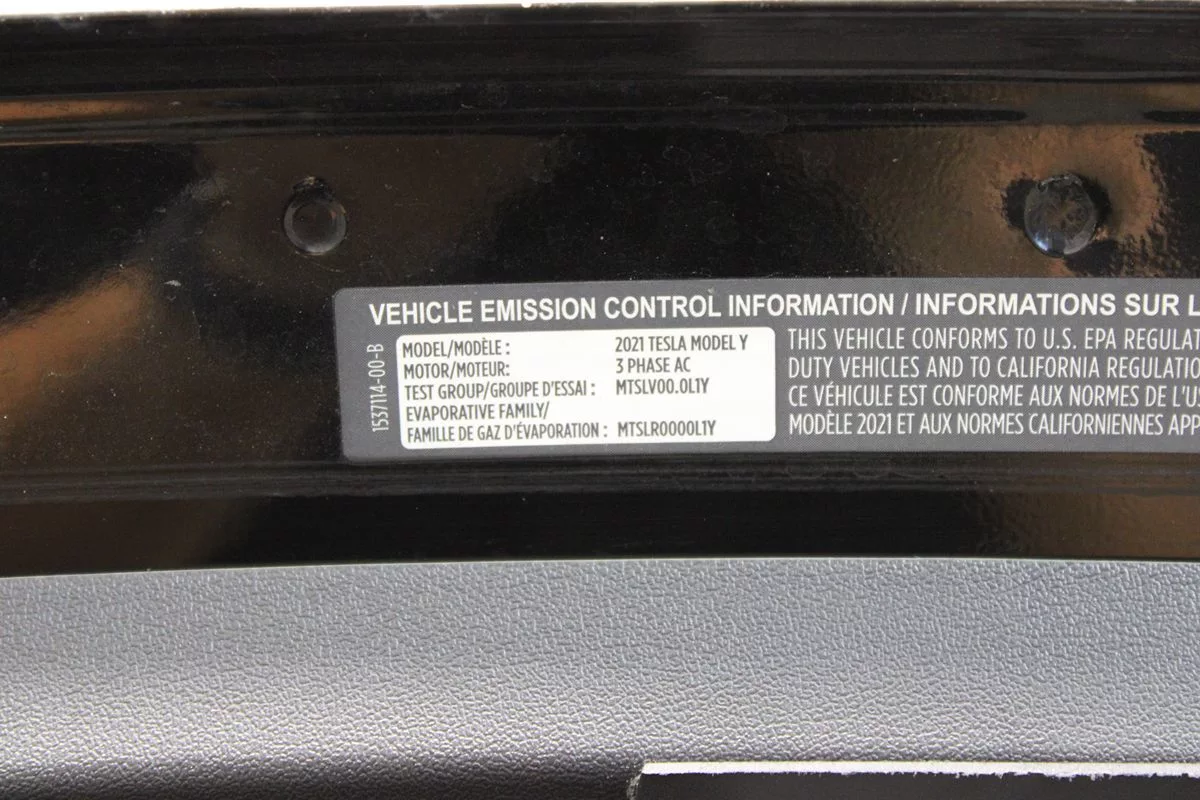 VEHICLE EMISSION CONTROL INFORMATION / INFORMATIONS SUR L
1537114-00-B
MODEL/MODÈLE : 2021 TESLA MODEL Y
MOTOR/MOTEUR: 3 PHASE AC
TEST GROUP/GROUPE D'ESSAI : MTSLV00.0L1Y
EVAPORATIVE FAMILY/
FAMILLE DE GAZ D'ÉVAPORATION : MTSLR0000L1Y
THIS VEHICLE CONFORMS TO U.S. EPA REGULAT
DUTY VEHICLES AND TO CALIFORNIA REGULATIO
CE VÉHICULE EST CONFORME AUX NORMES DE L'US
MODÈLE 2021 ET AUX NORMES CALIFORNIENNES APP